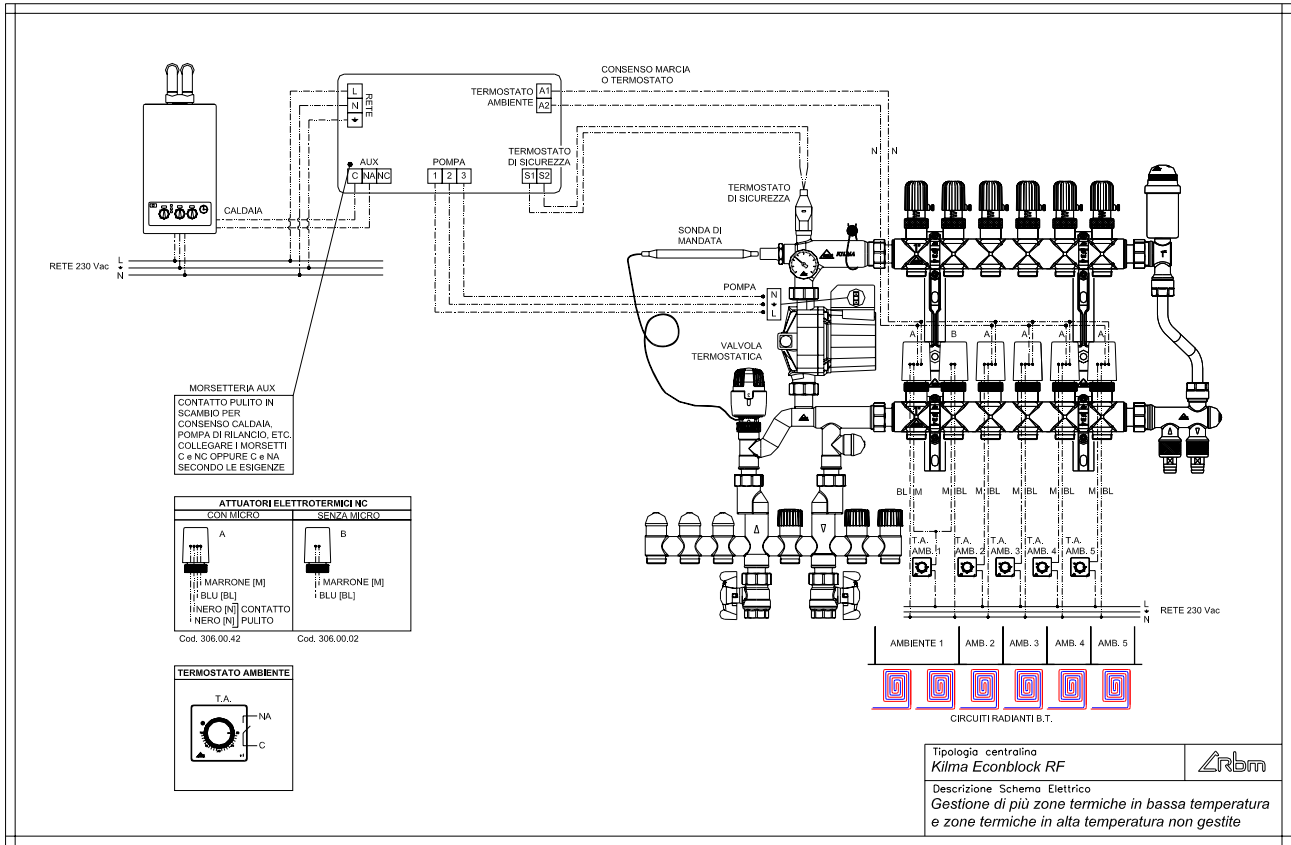 CONSENSO MARCIA
O TERMOSTATO
L
N
RETE
TERMOSTATO
AMBIENTE
A1
A2
AUX
C NA NC
POMPA
1 2 3
TERMOSTATO
DI SICUREZZA
S1 S2
N N
CALDAIA
RETE 230 Vac
L
N
TERMOSTATO
DI SICUREZZA
SONDA DI
MANDATA
KILMA
POMPA
N
L
VALVOLA
TERMOSTATICA
A B A A A A
MORSETTERIA AUX
CONTATTO PULITO IN
SCAMBIO PER
CONSENSO CALDAIA,
POMPA DI RILANCIO, ETC.
COLLEGARE I MORSETTI
C e NC OPPURE C e NA
SECONDO LE ESIGENZE
BL M M BL M BL M BL M BL M BL
ATTUATORI ELETTROTERMICI NC
CON MICRO
SENZA MICRO
A
B
MARRONE [M]
BLU [BL]
NERO [N] CONTATTO
NERO [N] PULITO
MARRONE [M]
BLU [BL]
Cod. 306.00.42
Cod. 306.00.02
T.A.
AMB. 1
T.A.
AMB. 2
T.A.
AMB. 3
T.A.
AMB. 4
T.A.
AMB. 5
L
N
RETE 230 Vac
AMBIENTE 1
AMB. 2
AMB. 3
AMB. 4
AMB. 5
CIRCUITI RADIANTI B.T.
TERMOSTATO AMBIENTE
T.A.
NA
C
Tipologia centralina
Kilma Econblock RF
rbm
Descrizione Schema Elettrico
Gestione di più zone termiche in bassa temperatura
e zone termiche in alta temperatura non gestite